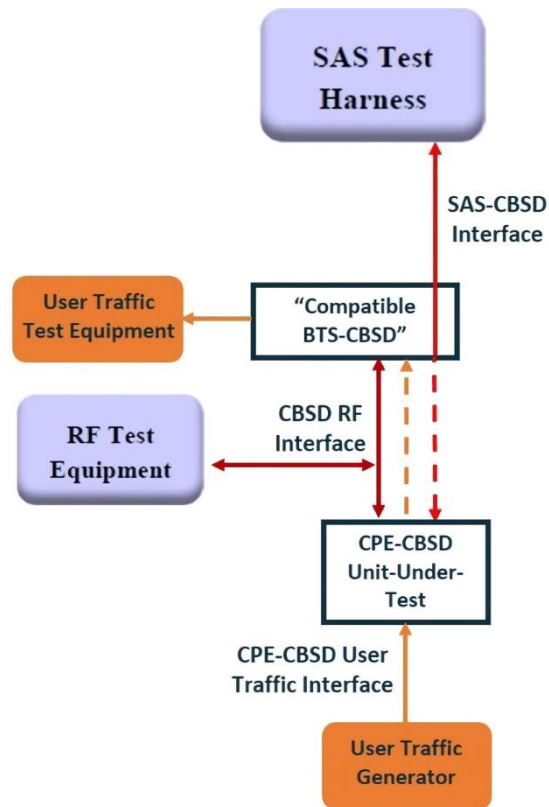 SAS Test
Harness
SAS-CBSD
Interface
User Traffic
Test Equipment
“Compatible
BTS-CBSD”
RF Test
Equipment
CBSD RF
Interface
CPE-CBSD
Unit-Under-
Test
CPE-CBSD User
Traffic Interface
User Traffic
Generator